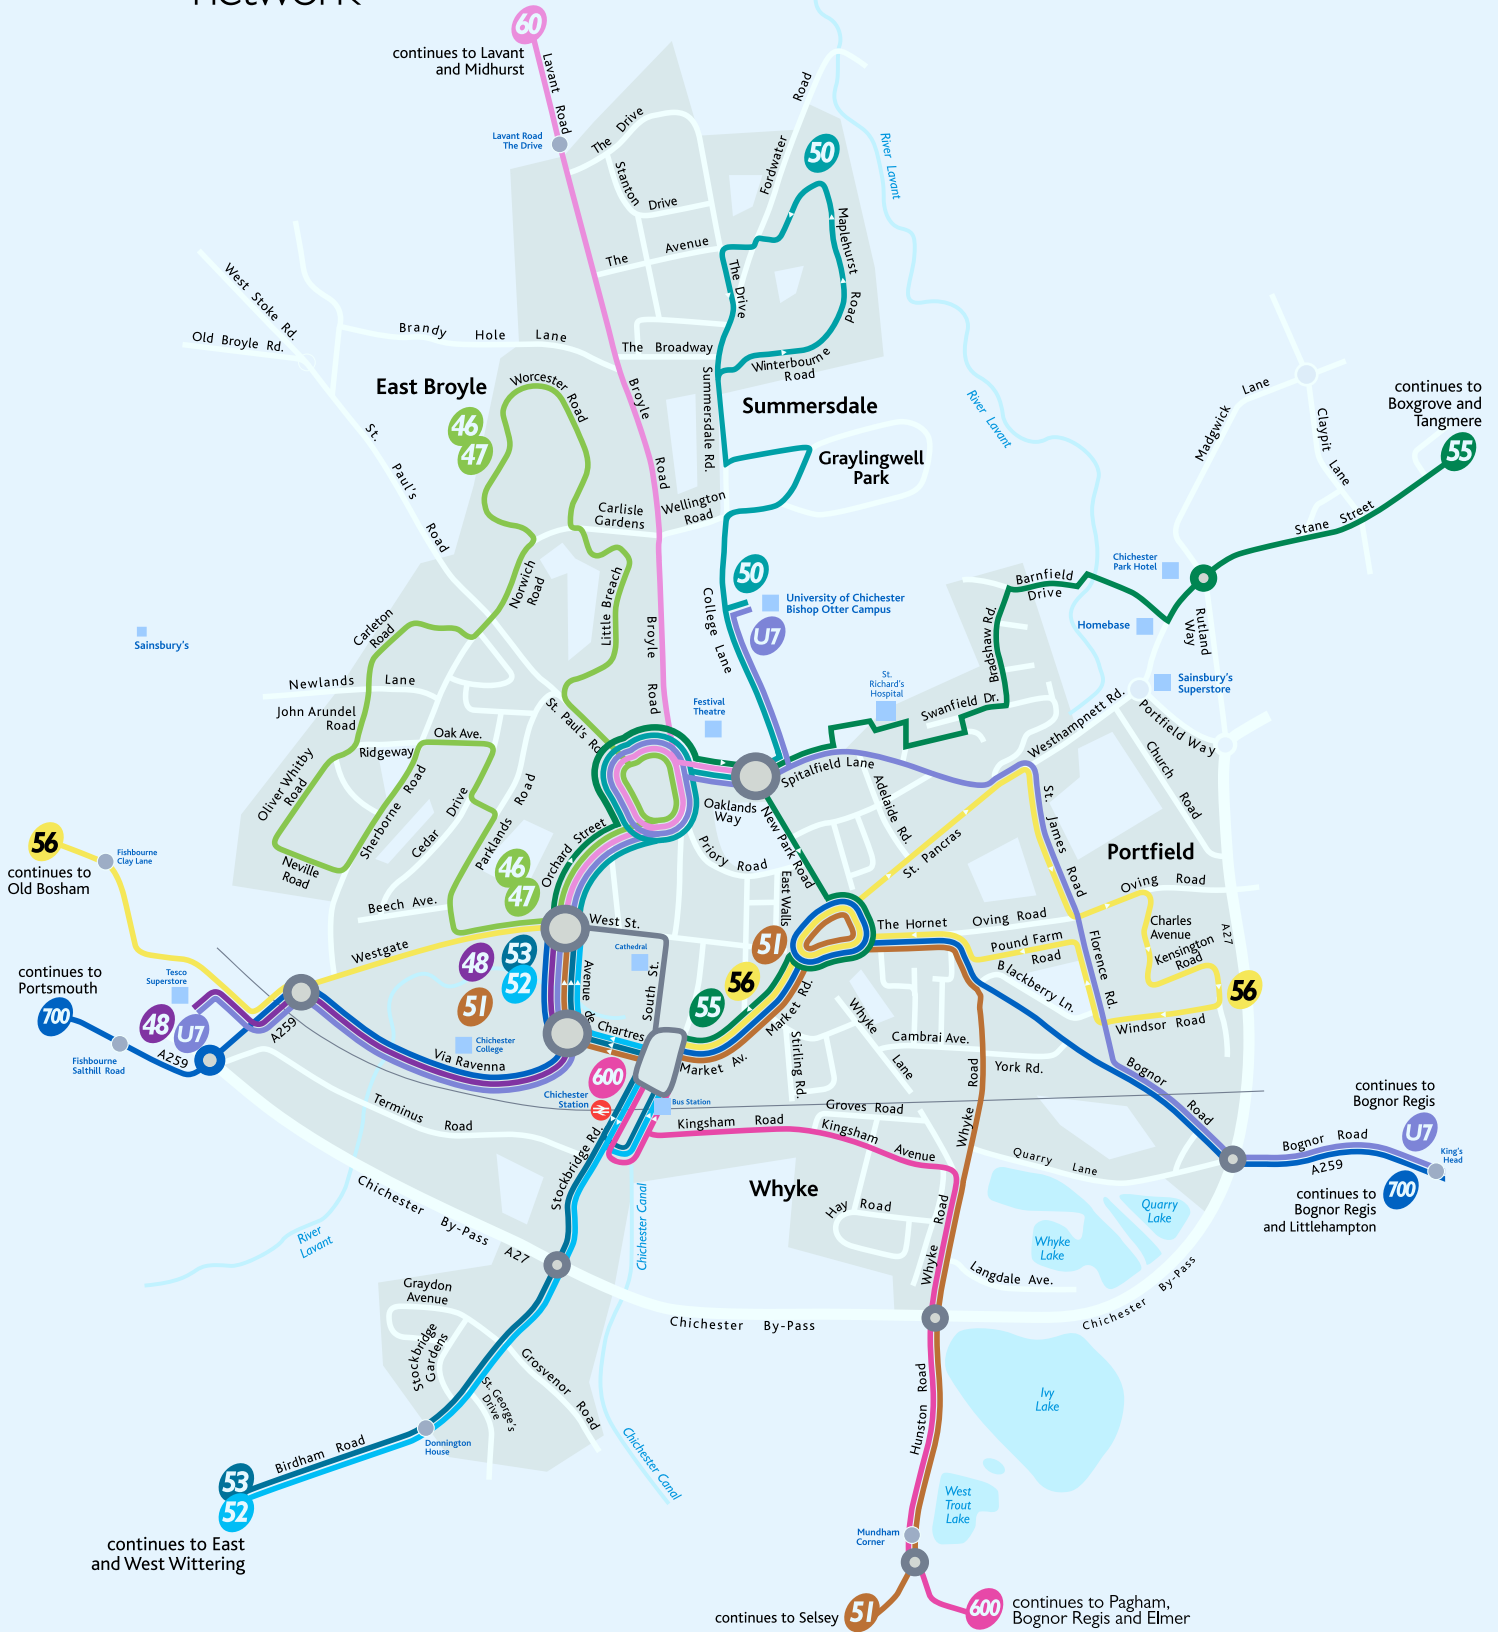 network
60
continues to Lavant
and Midhurst
Lavant Road
Lavant Road
The Drive
The Drive
Stanton
Drive
The Avenue
Fordwater Road
50
River Lavant
Maplehurst Road
The Drive
West Stoke Rd.
Old Broyle Rd.
Brandy Hole Lane
The Broadway
Winterbourne
Road
East Broyle
Worcester
Road
46
47
Broyle
Road
Summersdale Rd.
Summersdale
River Lavant
Graylingwell
Park
St. Paul's Road
Carlisle
Gardens
Wellington
Road
Madgwick Lane
Claypit Lane
continues to
Boxgrove and
Tangmere
55
Stane Street
Norwich
Road
Little Breach
Carleton
Road
Broyle
Road
College Lane
50
University of Chichester
Bishop Otter Campus
U7
Barnfield
Drive
Chichester
Park Hotel
Homebase
Rutland
Way
Bradshaw Rd.
Sainsbury's
Newlands Lane
John Arundel
Road
St. Paul's Rd
Festival
Theatre
St.
Richard's
Hospital
Swanfield Dr.
Sainsbury's
Superstore
Westhampnett Rd.
Portfield Way
Church Road
Oak Ave.
Ridgeway
Oliver Whitby
Road
Sherborne Road
Cedar Drive
Parklands Road
Neville
Road
Beech Ave.
46
47
Orchard Street
Oaklands
Way
Spitalfield Lane
New Park Road
Priory Road
East Walls
Adelaide Rd.
St. Pancras
St. James Road
Portfield
Oving Road
56
continues to
Old Bosham
Fishbourne
Clay Lane
Westgate
West St.
Cathedral
South St.
51
The Hornet
Oving Road
Pound Farm
Road
Charles
Avenue
Kensington
Road
A27
56
Blackberry Ln.
Florence Rd.
Windsor Road
continues to
Portsmouth
700
Tesco
Superstore
48
U7
A259
Fishbourne
Salthill Road
A259
48
53
52
51
Avenue de Chartres
Chichester
College
Via Ravenna
55
56
Market Rd.
Market Av.
Stirling Rd.
Whyke
Lane
Cambrai Ave.
York Rd.
Whyke Road
Bognor Road
600
Chichester
Station
Bus Station
Kingsham Road
Groves Road
Kingsham Avenue
Terminus Road
Stockbridge Rd.
Chichester Canal
Whyke
Hay Road
Whyke Road
Quarry Lane
Quarry
Lake
Whyke
Lake
Langdale Ave.
continues to
Bognor Regis
U7
King's
Head
Bognor Road
A259
700
continues to
Bognor Regis
and Littlehampton
River
Lavant
Chichester By-Pass A27
Chichester By-Pass
Chichester By-Pass
Graydon
Avenue
Stockbridge
Gardens
St. George's
Drive
Grosvenor Road
Donnington
House
Birdham Road
53
52
continues to East
and West Wittering
Chichester Canal
Hunston Road
Ivy
Lake
West
Trout
Lake
Mundham
Corner
continues to Selsey
51
600
continues to Pagham,
Bognor Regis and Elmer